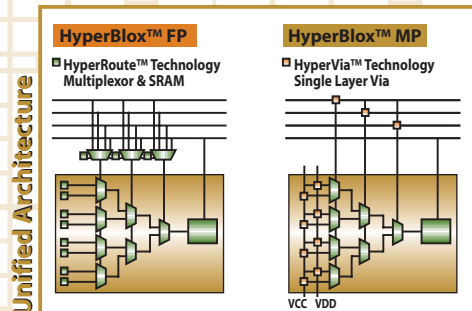 Unified Architecture
HyperBlox™ FP
HyperRoute™ Technology
Multiplexor & SRAM
HyperBlox™ MP
HyperVia™ Technology
Single Layer Via
VCC VDD